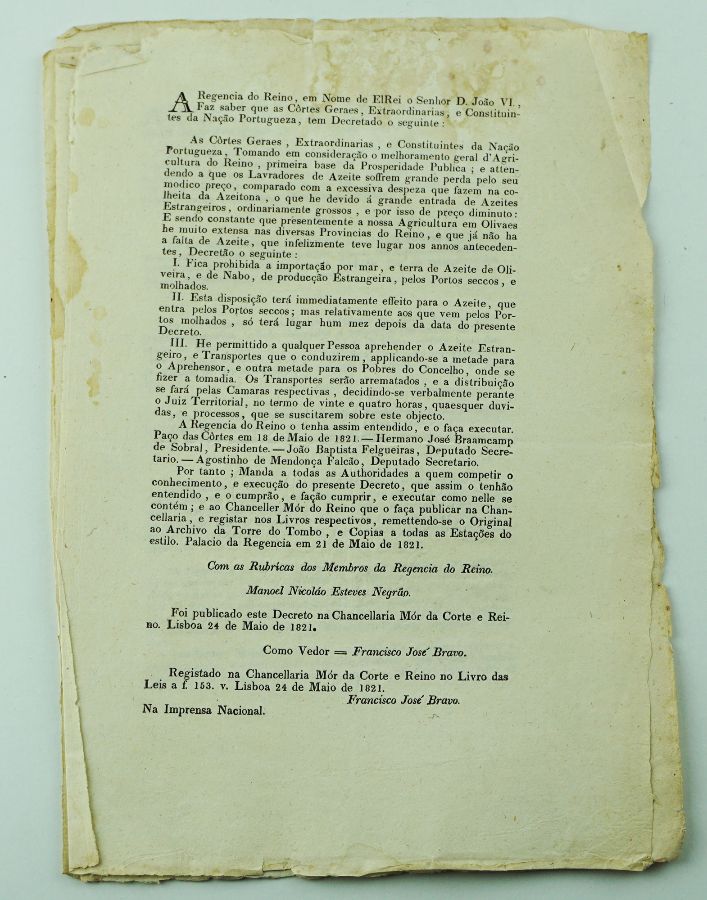 A Regencia do Reino, em Nome de ElRei o Senhor D. João VI.,
Faz saber que as Côrtes Geraes, Extraordinarias, e Constituin-
tes da Nação Portugueza, tem Decretado o seguinte:
As Côrtes Geraes, Extraordinarias, e Constituintes da Nação
Portugueza, Tomando em consideração o melhoramento geral d'Agri-
cultura do Reino, primeira base da Prosperidade Publica; e atten-
dendo a que os Lavradores de Azeite soffrem grande perda pelo seu
modico preço, comparado com a excessiva despeza que fazem na co-
lheita da Azeitona, o que he devido á grande entrada de Azeites
Estrangeiros, ordinariamente grossos, e por isso de preço diminuto:
E sendo constante que presentemente a nossa Agricultura em Olivaes
he muito extensa nas diversas Provincias do Reino, e que já não ha
a falta de Azeite, que infelizmente teve lugar nos annos anteceden-
tes, Decretão o seguinte:
I. Fica prohibida a importação por mar, e terra de Azeite de Oli-
veira, e de Nabo, de producção Estrangeira, pelos Portos seccos, e
molhados.
II. Esta disposição terá immediatamente effeito para o Azeite, que
entra pelos Portos seccos; mas relativamente aos que vem pelos Por-
tos molhados, só terá lugar hum mez depois da data do presente
Decreto.
III. He permittido a qualquer Pessoa aprehender o Azeite Estran-
geiro, e Transportes que o conduzirem, applicando-se a metade para
o Aprehensor, e outra metade para os Pobres do Concelho, onde se
fizer a tomadia. Os Transportes serão arrematados, e a distribuição
se fará pelas Camaras respectivas, decidindo-se verbalmente perante
o Juiz Territorial, no termo de vinte e quatro horas, quaesquer duvi-
das, e processos, que se suscitarem sobre este objecto.
A Regencia do Reino o tenha assim entendido, e o faça executar.
Paço das Côrtes em 18 de Maio de 1821.—Hermano José Braamcamp
de Sobral, Presidente.—João Baptista Felgueiras, Deputado Secre-
tario.—Agostinho de Mendonça Falcão, Deputado Secretario.
Por tanto; Manda a todas as Authoridades a quem competir o
conhecimento, e execução do presente Decreto, que assim o tenhão
entendido, e o cumprão, e fação cumprir, e executar como nelle se
contém; e ao Chanceller Mór do Reino que o faça publicar na Chan-
cellaria, e registar nos Livros respectivos, remettendo-se o Original
ao Archivo da Torre do Tombo, e Copias a todas as Estações do
estilo. Palacio da Regencia em 21 de Maio de 1821.
Com as Rubricas dos Membros da Regencia do Reino.
Manoel Nicoláo Esteves Negrão.
Foi publicado este Decreto na Chancellaria Mór da Corte e Rei-
no. Lisboa 24 de Maio de 1821.
Como Vedor = Francisco José Bravo.
Registado na Chancellaria Mór da Corte e Reino no Livro das
Leis a f. 153. v. Lisboa 24 de Maio de 1821.
Francisco José Bravo.
Na Imprensa Nacional.